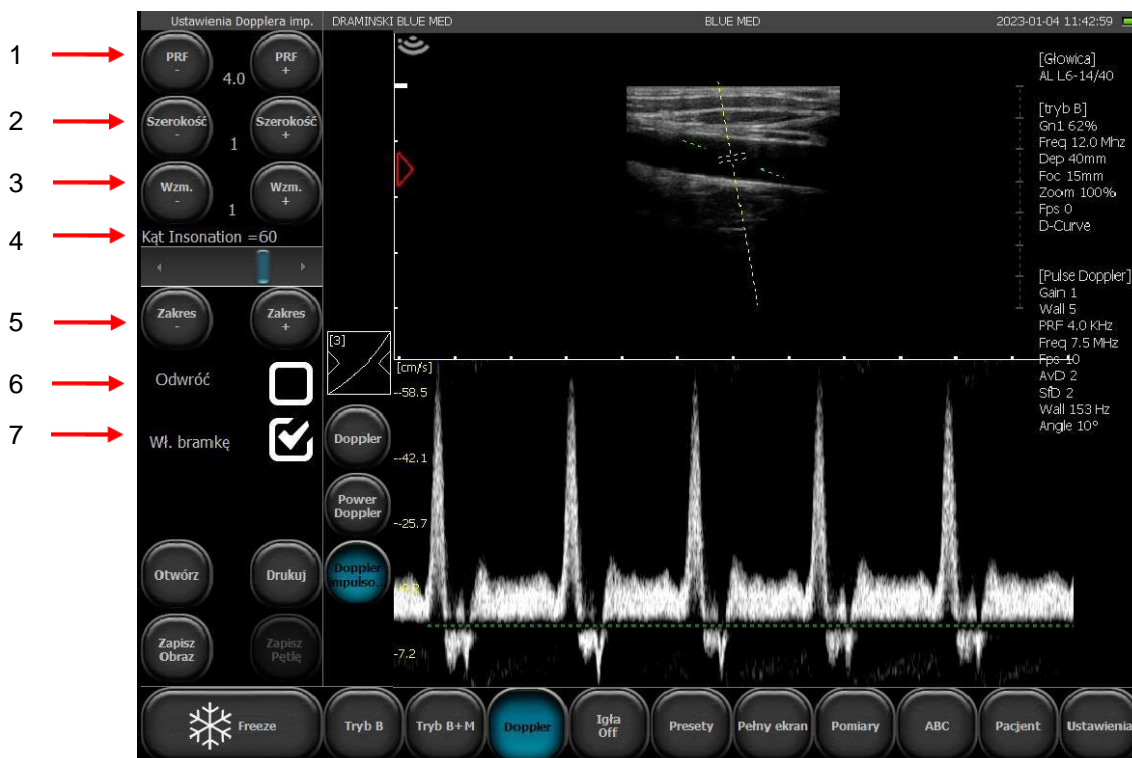 Ustawienia Dopplera imp.
DRAMINSKI BLUE MED
BLUE MED
2023-01-04 11:42:59
1
PRF
-
4.0
PRF
+
2
Szerokość
-
1
Szerokość
+
3
Wzm.
-
1
Wzm.
+
4
Kąt Insonation =60
5
Zakres
-
Zakres
+
6
Odwróć
7
Wł. bramkę
Otwórz
Drukuj
Zapisz
Obraz
Zapisz
Pętlę
[3]
Doppler
Power
Doppler
Doppler
impulso...
[Głowica]
AL L6-14/40
[tryb B]
Gn1 62%
Freq 12.0 Mhz
Dep 40mm
Foc 15mm
Zoom 100%
Fps 0
D-Curve
[Pulse Doppler]
Gain 1
Wall 5
PRF 4.0 KHz
Freq 7.5 MHz
Fps 10
AvD 2
SfD 2
Wall 153 Hz
Angle 10°
[cm/s]
--58.5
--42.1
--25.7
-7.2
Freeze
Tryb B
Tryb B+M
Doppler
Igła
Off
Presety
Pełny ekran
Pomiary
ABC
Pacjent
Ustawienia